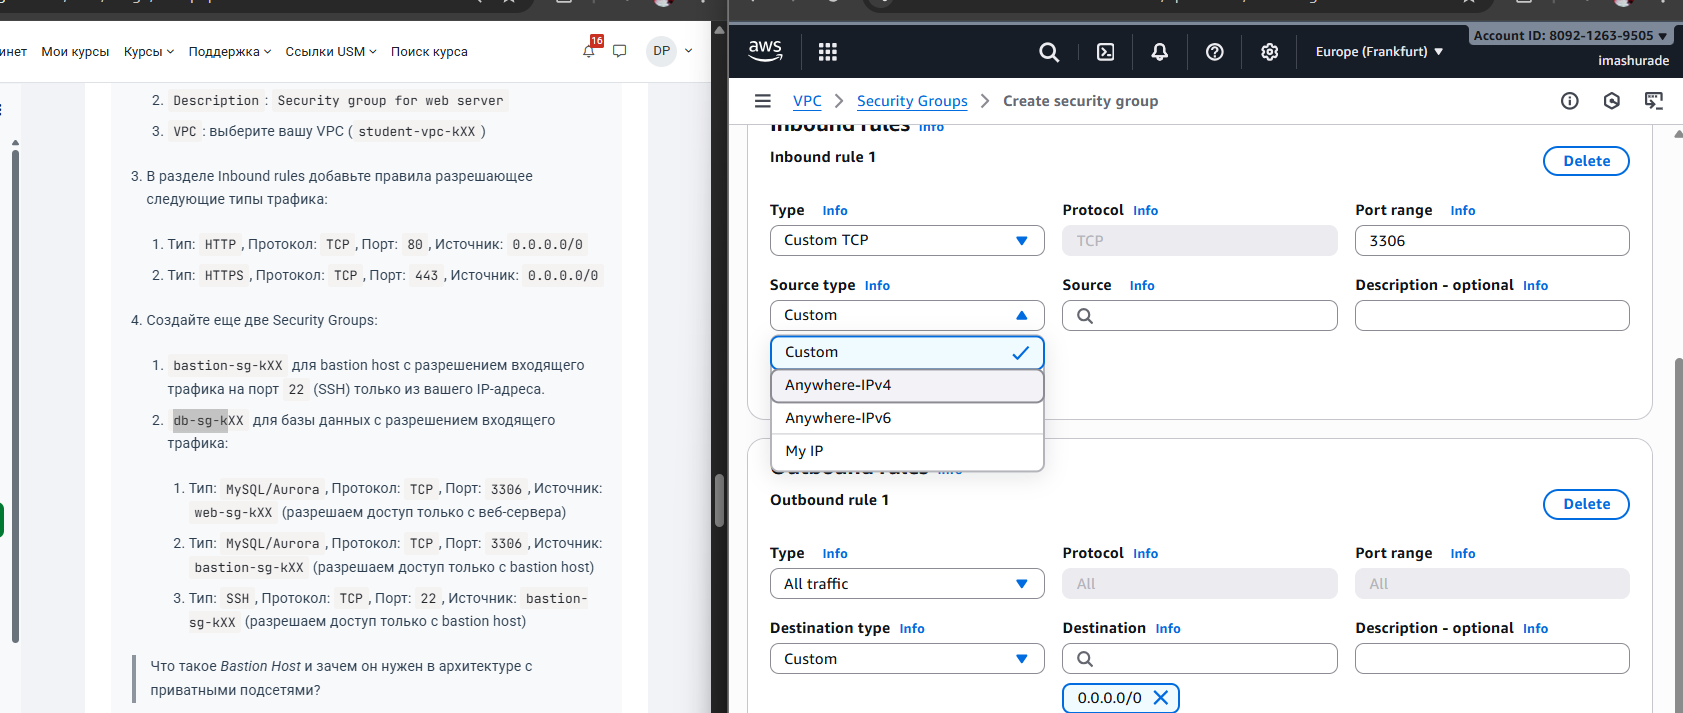 инет Мои курсы Курсы Поддержка Ссылки USM Поиск курса 16 DP
2. Description : Security group for web server
3. VPC : выберите вашу VPC ( student-vpc-kXX )
3. В разделе Inbound rules добавьте правила разрешающее
следующие типы трафика:
1. Тип: HTTP , Протокол: TCP , Порт: 80 , Источник: 0.0.0.0/0
2. Тип: HTTPS , Протокол: TCP , Порт: 443 , Источник: 0.0.0.0/0
4. Создайте еще две Security Groups:
1. bastion-sg-kXX для bastion host с разрешением входящего
трафика на порт 22 (SSH) только из вашего IP-адреса.
2. db-sg-kXX для базы данных с разрешением входящего
трафика:
1. Тип: MySQL/Aurora , Протокол: TCP , Порт: 3306 , Источник:
web-sg-kXX (разрешаем доступ только с веб-сервера)
2. Тип: MySQL/Aurora , Протокол: TCP , Порт: 3306 , Источник:
bastion-sg-kXX (разрешаем доступ только с bastion host)
3. Тип: SSH , Протокол: TCP , Порт: 22 , Источник: bastion-
sg-kXX (разрешаем доступ только с bastion host)
Что такое Bastion Host и зачем он нужен в архитектуре с
приватными подсетями?
aws Europe (Frankfurt) Account ID: 8092-1263-9505
imashurade
VPC Security Groups Create security group
Inbound rules Info
Inbound rule 1 Delete
Type Info Protocol Info Port range Info
Custom TCP TCP 3306
Source type Info Source Info Description - optional Info
Custom
Custom
Anywhere-IPv4
Anywhere-IPv6
My IP
Outbound rules Info
Outbound rule 1 Delete
Type Info Protocol Info Port range Info
All traffic All All
Destination type Info Destination Info Description - optional Info
Custom
0.0.0.0/0